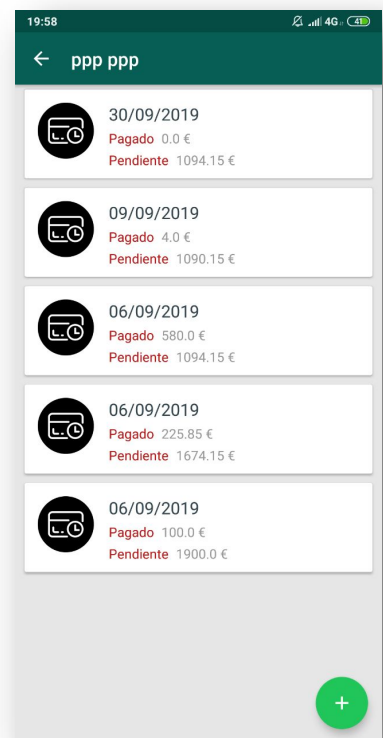 19:58 4G 41
ppp ppp
30/09/2019
Pagado 0.0 €
Pendiente 1094.15 €
09/09/2019
Pagado 4.0 €
Pendiente 1090.15 €
06/09/2019
Pagado 580.0 €
Pendiente 1094.15 €
06/09/2019
Pagado 225.85 €
Pendiente 1674.15 €
06/09/2019
Pagado 100.0 €
Pendiente 1900.0 €